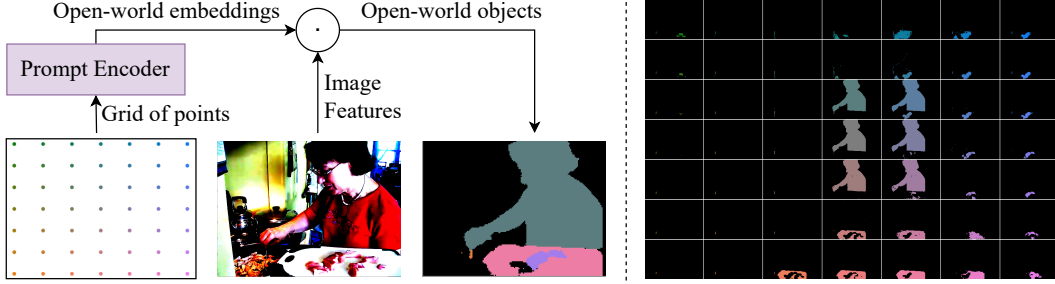 Open-world embeddings
Open-world objects
Prompt Encoder
Image
Features
Grid of points